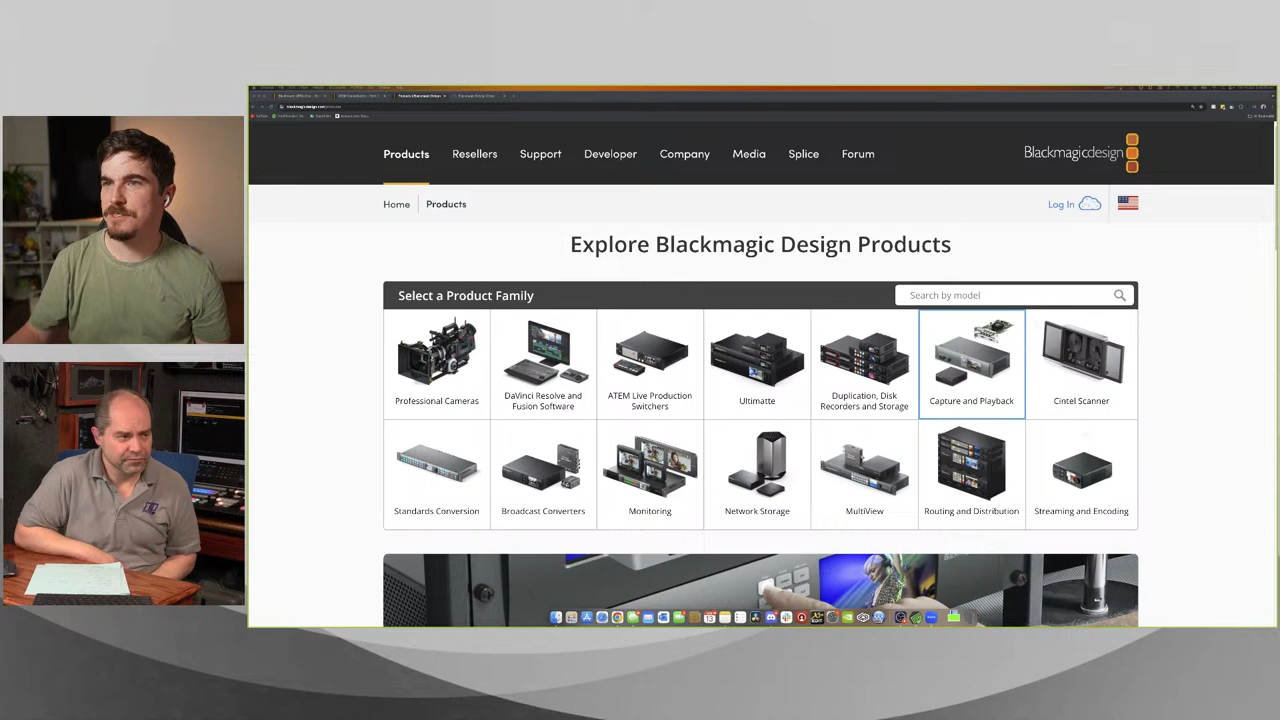 Products Resellers Support Developer Company Media Splice Forum
Blackmagicdesign
Home Products
Log In
Explore Blackmagic Design Products
Select a Product Family
Search by model
Professional Cameras
DaVinci Resolve and
Fusion Software
ATEM Live Production
Switchers
Ultimatte
Duplication, Disk
Recorders and Storage
Capture and Playback
Cintel Scanner
Standards Conversion
Broadcast Converters
Monitoring
Network Storage
MultiView
Routing and Distribution
Streaming and Encoding